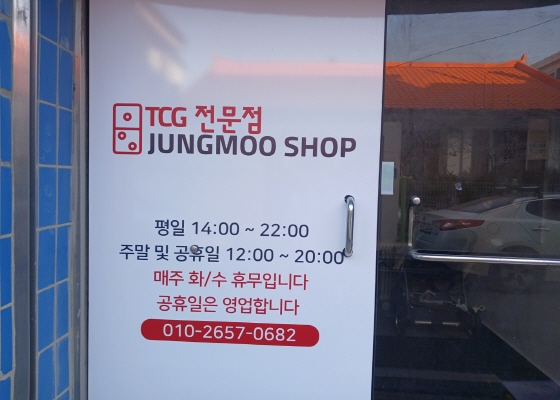 TCG 전문점
JUNGMOO SHOP
평일 14:00 ~ 22:00
주말 및 공휴일 12:00 ~ 20:00
매주 화/수 휴무입니다
공휴일은 영업합니다
010-2657-0682